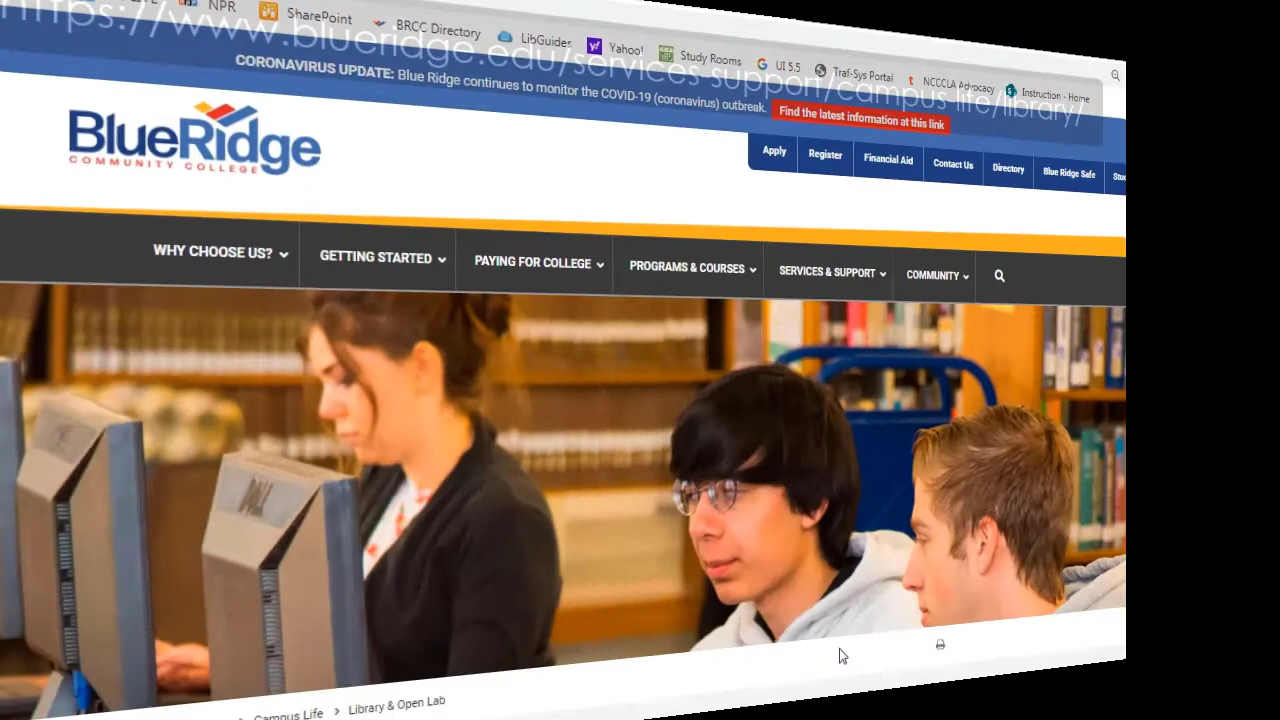 NPR
SharePoint
BRCC Directory
LibGuides
Yahoo!
Study Rooms
UI 5.5
Traf-Sys Portal
NCCCLA Advocacy
Instruction - Home
https://www.blueridge.edu/services-support/campus-life/library/
CORONAVIRUS UPDATE: Blue Ridge continues to monitor the COVID-19 (coronavirus) outbreak. Find the latest information at this link
BlueRidge
COMMUNITY COLLEGE
Apply
Register
Financial Aid
Contact Us
Directory
Blue Ridge Safe
WHY CHOOSE US?
GETTING STARTED
PAYING FOR COLLEGE
PROGRAMS & COURSES
SERVICES & SUPPORT
COMMUNITY
DELL
Campus Life > Library & Open Lab